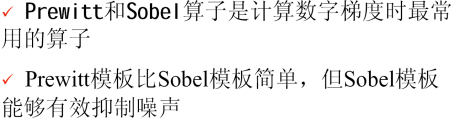 ✓ Prewitt和Sobel算子是计算数字梯度时最常
用的算子
✓ Prewitt模板比Sobel模板简单，但Sobel模板
能够有效抑制噪声